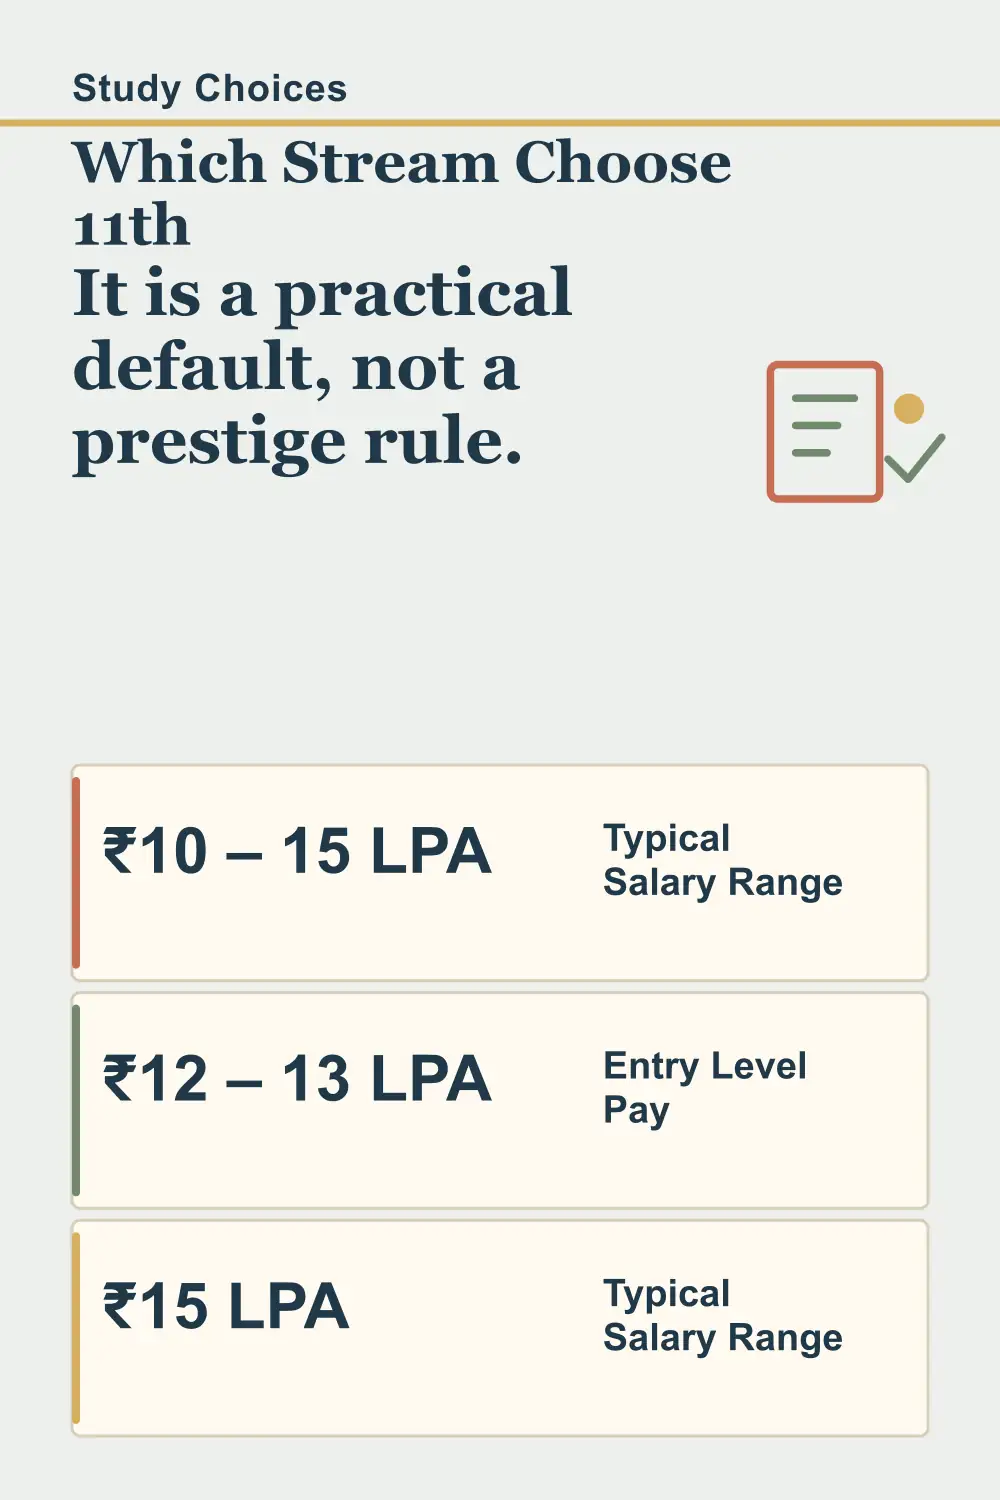 Study Choices
Which Stream Choose
11th
It is a practical
default, not a
prestige rule.
₹10 – 15 LPA
Typical
Salary Range
₹12 – 13 LPA
Entry Level
Pay
₹15 LPA
Typical
Salary Range